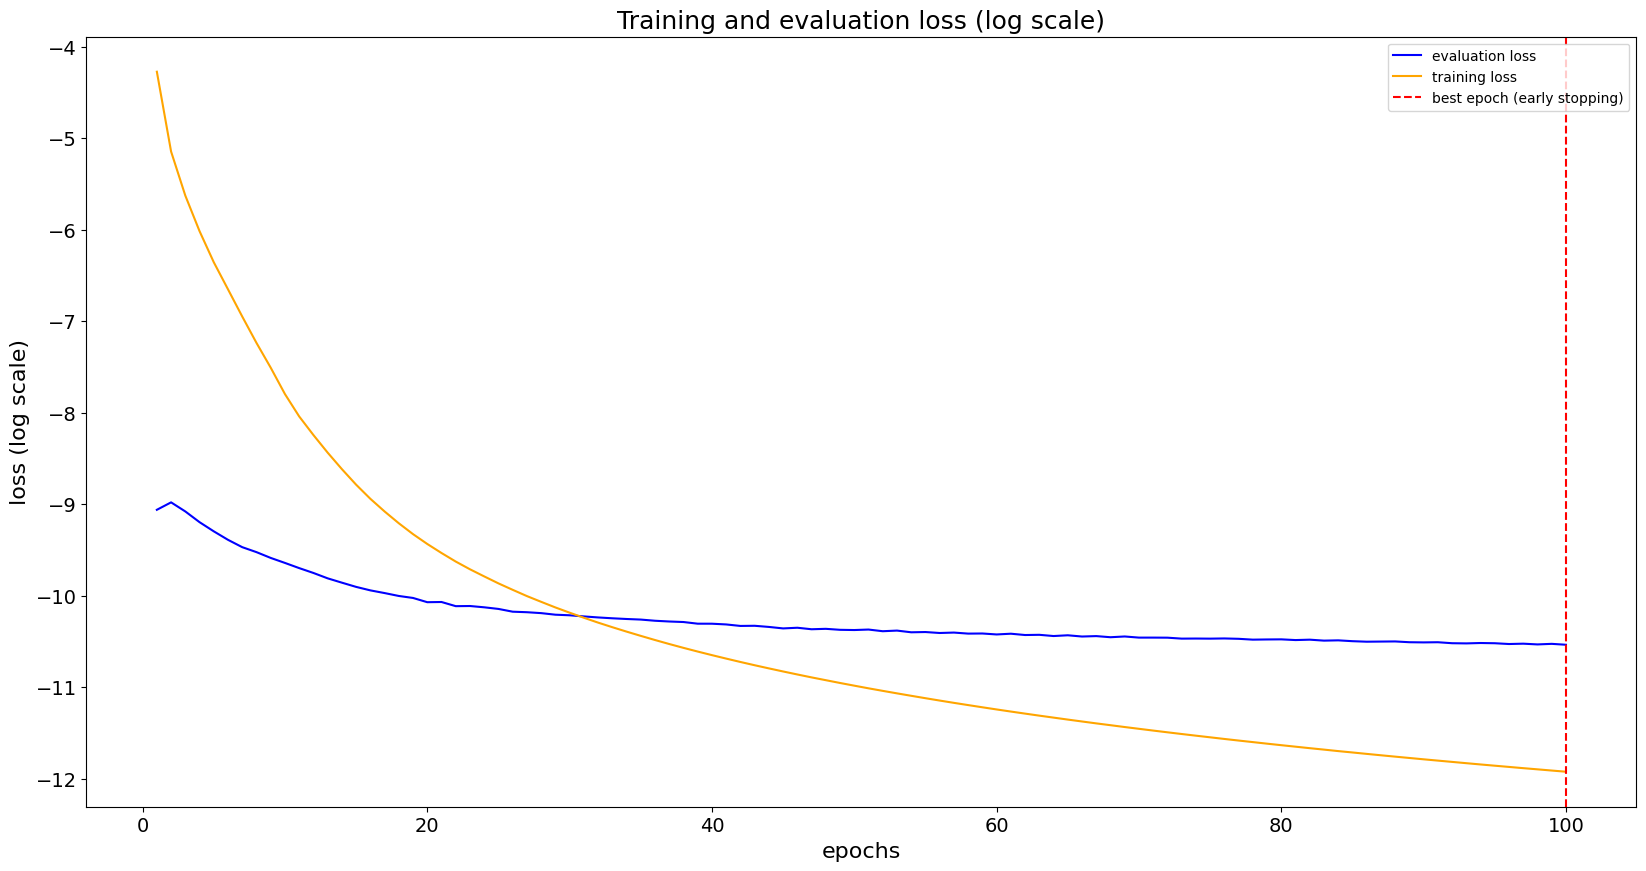 Training and evaluation loss (log scale)
evaluation loss
training loss
best epoch (early stopping)
loss (log scale)
−4
−5
−6
−7
−8
−9
−10
−11
−12
0 20 40 60 80 100
epochs